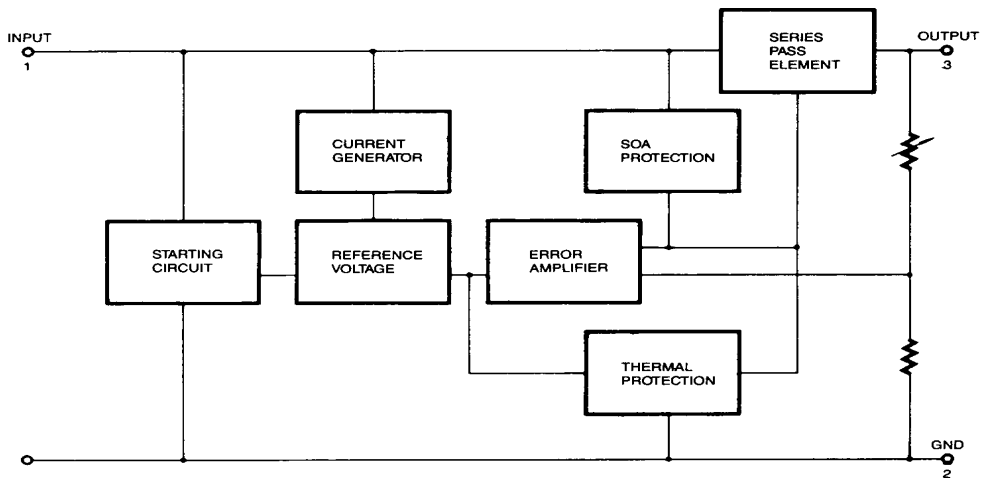 INPUT
1
SERIES
PASS
ELEMENT
OUTPUT
3
CURRENT
GENERATOR
SOA
PROTECTION
STARTING
CIRCUIT
REFERENCE
VOLTAGE
ERROR
AMPLIFIER
THERMAL
PROTECTION
GND
2